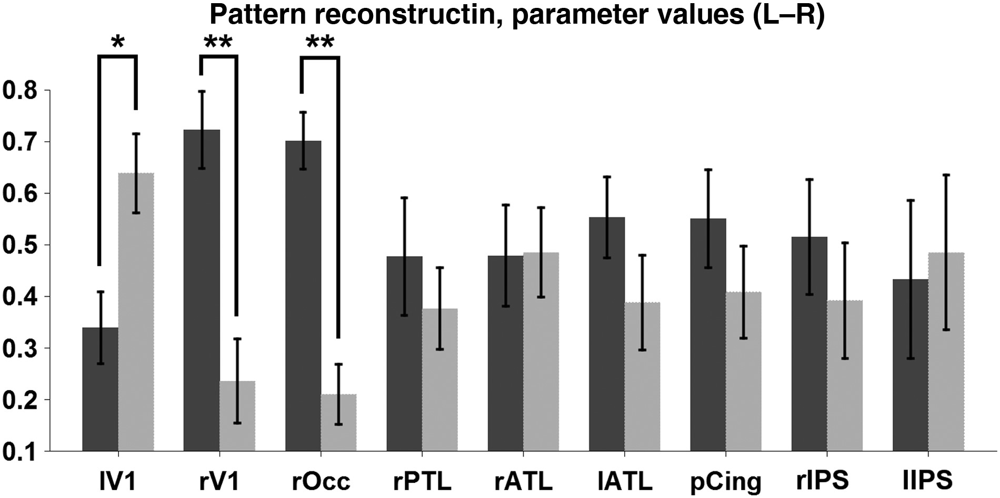 Pattern reconstructin, parameter values (L–R)
* ** **
0.8
0.7
0.6
0.5
0.4
0.3
0.2
0.1
lV1 rV1 rOcc rPTL rATL lATL pCing rIPS lIPS